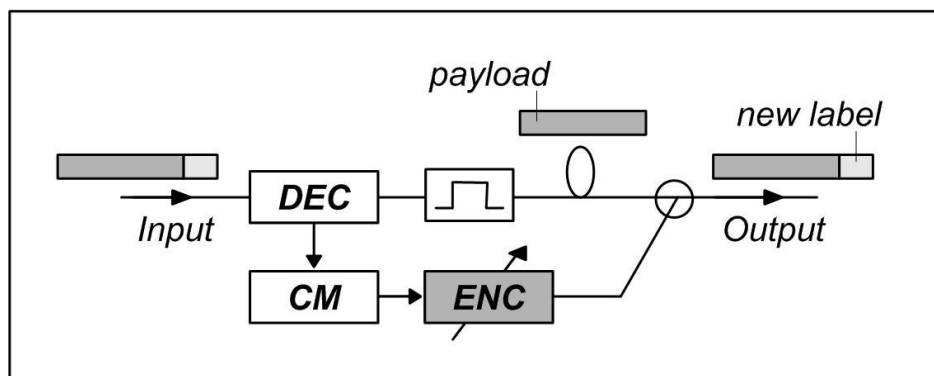 payload
new label
Input
DEC
Output
CM
ENC